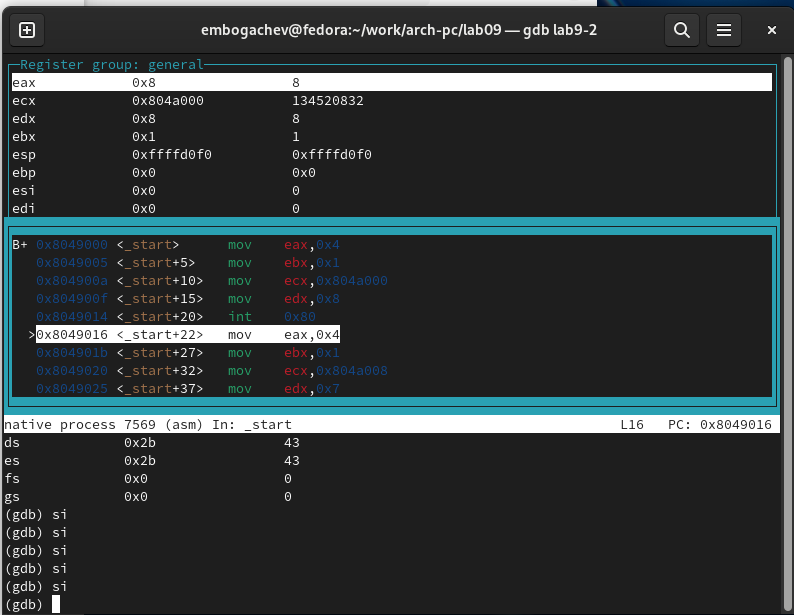 embogachev@fedora:~/work/arch-pc/lab09 — gdb lab9-2
Register group: general
eax 0x8 8
ecx 0x804a000 134520832
edx 0x8 8
ebx 0x1 1
esp 0xffffd0f0 0xffffd0f0
ebp 0x0 0x0
esi 0x0 0
edi 0x0 0
B+ 0x8049000 <_start> mov eax,0x4
0x8049005 <_start+5> mov ebx,0x1
0x804900a <_start+10> mov ecx,0x804a000
0x804900f <_start+15> mov edx,0x8
0x8049014 <_start+20> int 0x80
>0x8049016 <_start+22> mov eax,0x4
0x804901b <_start+27> mov ebx,0x1
0x8049020 <_start+32> mov ecx,0x804a008
0x8049025 <_start+37> mov edx,0x7
native process 7569 (asm) In: _start L16 PC: 0x8049016
ds 0x2b 43
es 0x2b 43
fs 0x0 0
gs 0x0 0
(gdb) si
(gdb) si
(gdb) si
(gdb) si
(gdb) si
(gdb)